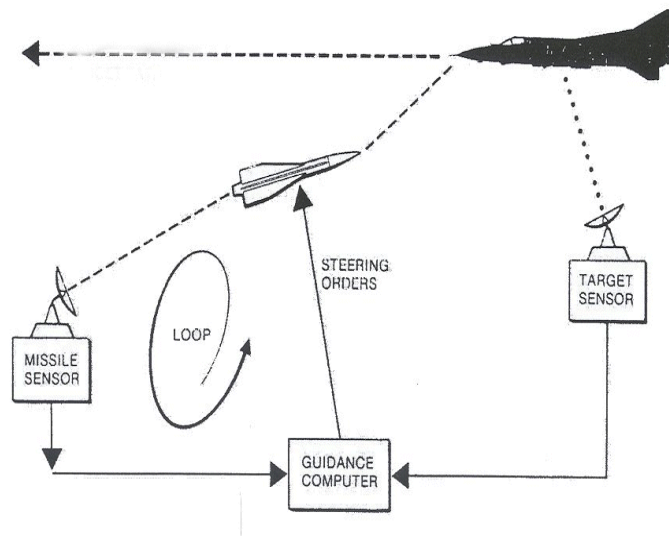 STEERING
ORDERS
TARGET
SENSOR
LOOP
MISSILE
SENSOR
GUIDANCE
COMPUTER